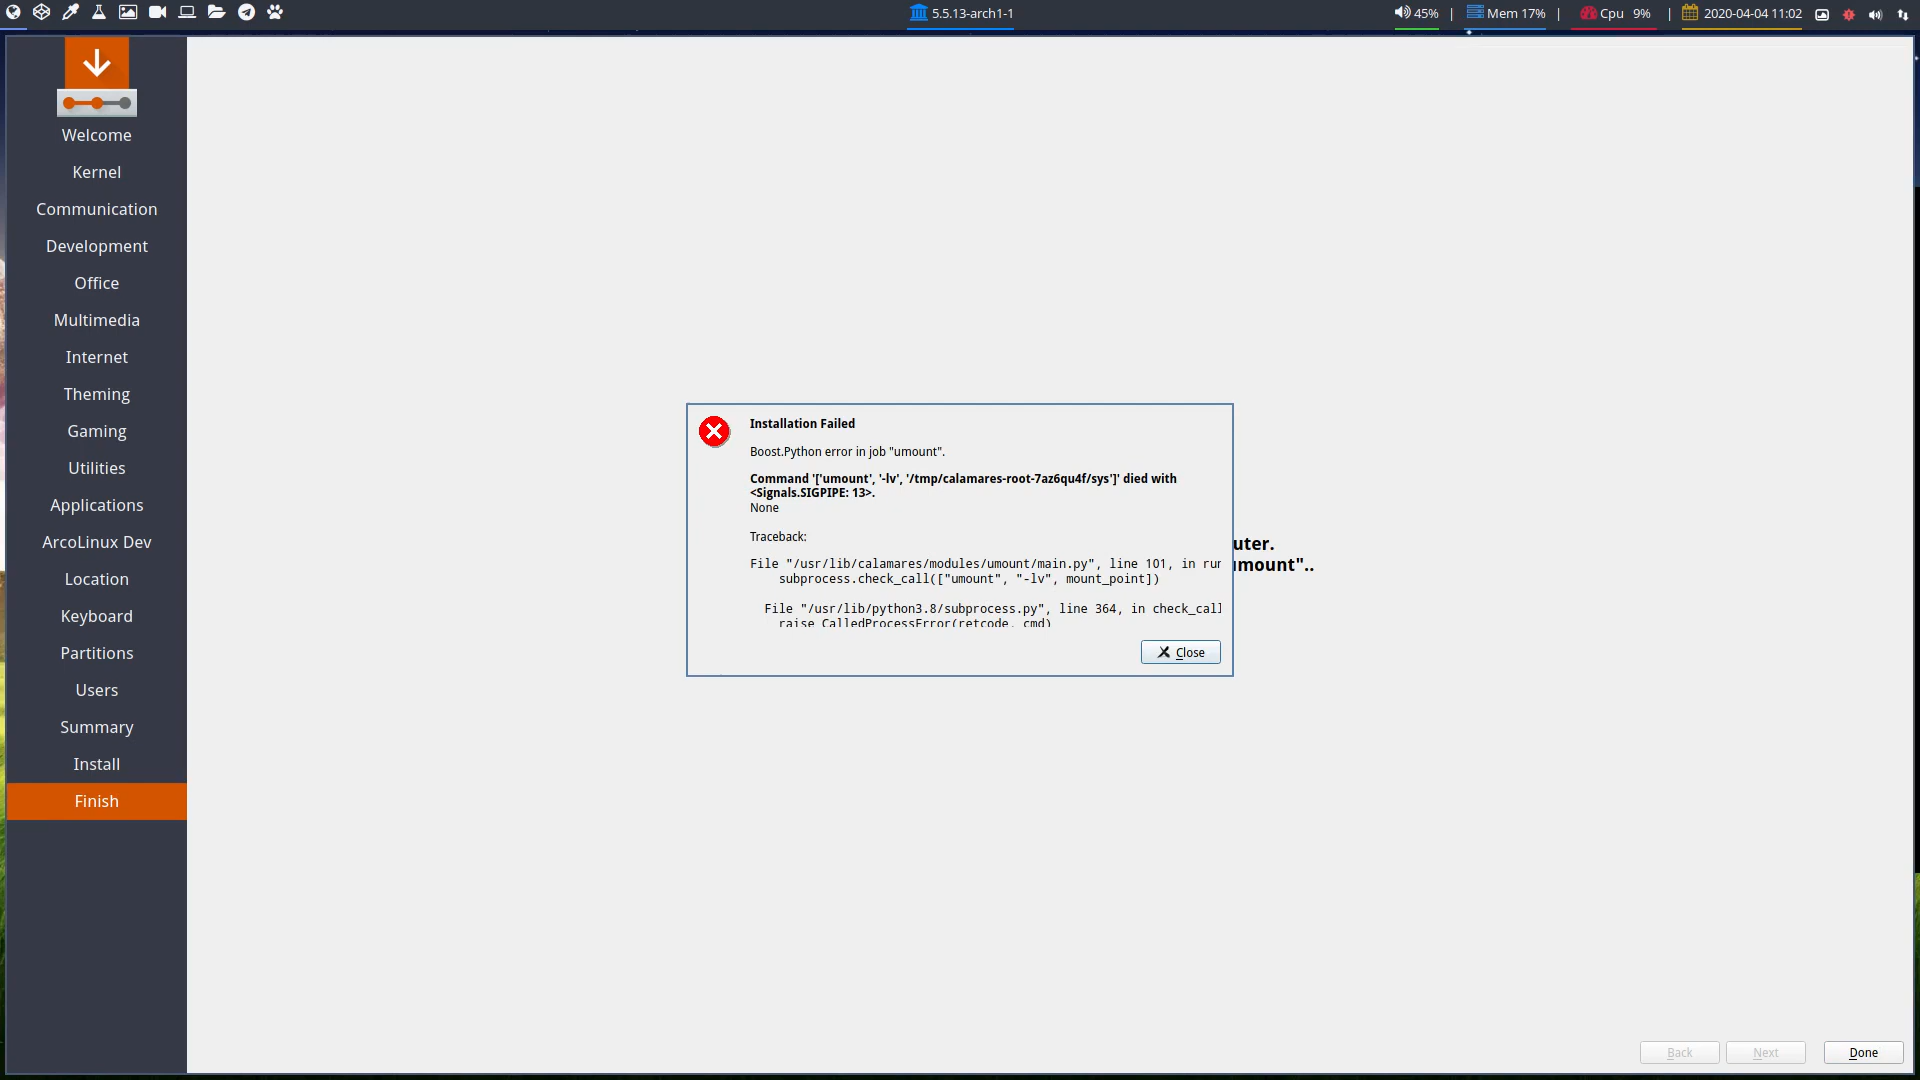 5.5.13-arch1-1
45% | Mem 17% | Cpu 9% | 2020-04-04 11:02
Welcome
Kernel
Communication
Development
Office
Multimedia
Internet
Theming
Gaming
Utilities
Applications
ArcoLinux Dev
Location
Keyboard
Partitions
Users
Summary
Install
Finish
Installation Failed
Boost.Python error in job "umount".
Command '['umount', '-lv', '/tmp/calamares-root-7az6qu4f/sys']' died with
<Signals.SIGPIPE: 13>.
None
Traceback:
File "/usr/lib/calamares/modules/umount/main.py", line 101, in run
subprocess.check_call(["umount", "-lv", mount_point])
File "/usr/lib/python3.8/subprocess.py", line 364, in check_call
raise CalledProcessError(retcode, cmd)
Close
uter.
mount"..
Back
Next
Done